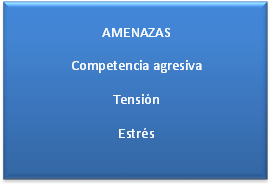 AMENAZAS
Competencia agresiva
Tensión
Estrés